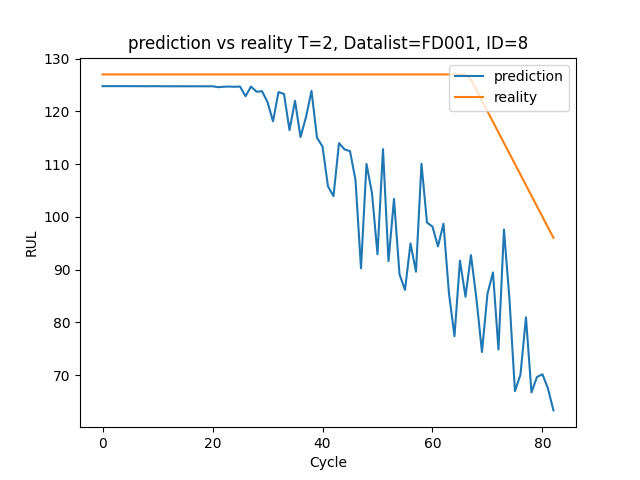 prediction vs reality T=2, Datalist=FD001, ID=8
prediction
reality
130
120
110
100
90
80
70
RUL
0
20
40
60
80
Cycle